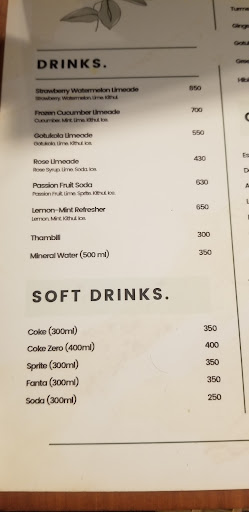 DRINKS.
Strawberry Watermelon Limeade 650
Strawberry, Watermelon, Lime, Kithul.
Frozen Cucumber Limeade 700
Cucumber, Mint, Lime, Kithul, Ice.
Gotukola Limeade 550
Gotukola, Lime, Kithul, Ice.
Rose Limeade 430
Rose Syrup, Lime, Soda, Ice.
Passion Fruit Soda 630
Passion Fruit, Lime, Sprite, Kithul, Ice.
Lemon-Mint Refresher 650
Lemon, Mint, Kithul, Ice.
Thambili 300
Mineral Water (500 ml) 350
SOFT DRINKS.
Coke (300ml) 350
Coke Zero (400ml) 400
Sprite (300ml) 350
Fanta (300ml) 350
Soda (300ml) 250